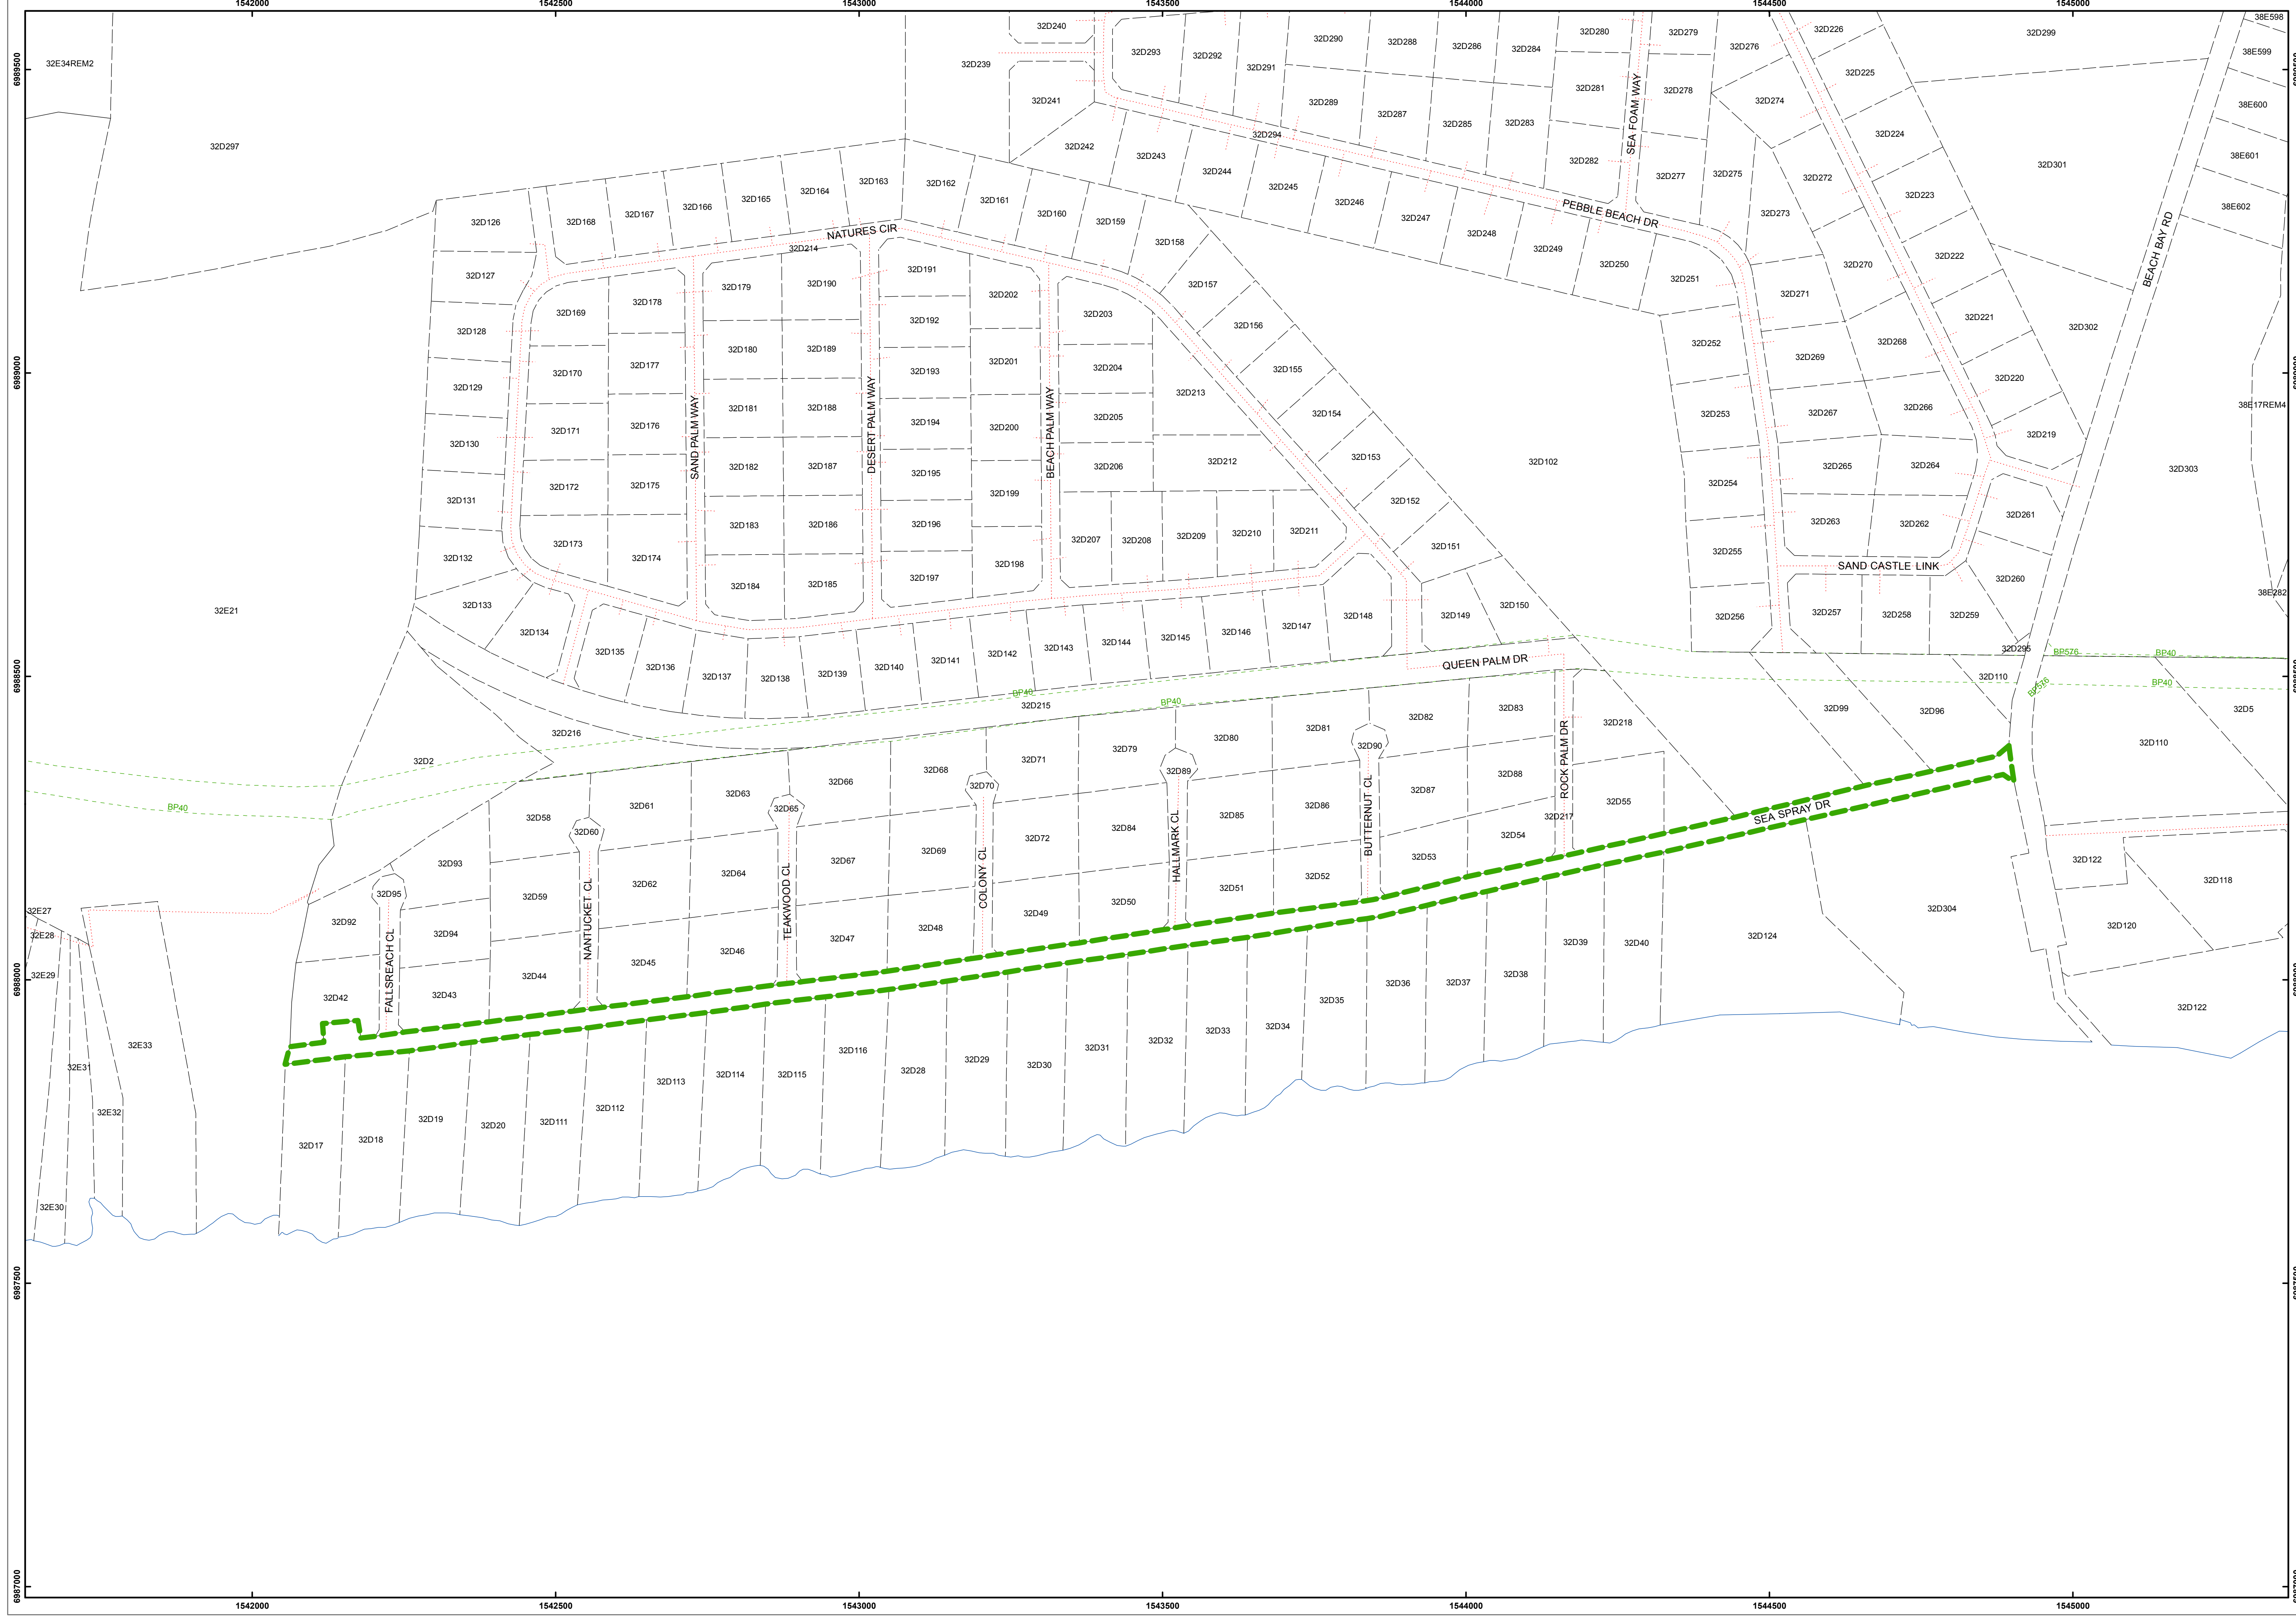 1542000 1542500 1543000 1543500 1544000 1544500 1545000
32D240 32D293 32D292 32D290 32D288 32D286 32D284 32D280 32D279 32D276 32D226 32D299 38E598
38E599
32E34REM2 32D239 32D291 32D225
6989500
32D241 32D289 32D287 32D285 32D283 32D281 SEA FOAM WAY 32D278 32D274 38E600
32D297 32D242 32D243 32D294 32D224
32D244 32D282 32D277 32D275 32D272 32D301 38E601
32D164 32D163 32D162 32D245 32D223
32D126 32D168 32D167 32D166 32D165 32D161 32D160 32D159 32D246 32D247 PEBBLE BEACH DR 32D273 38E602
NATURES CIR 32D214 32D158 32D248 32D249 32D250 32D222 BEACH BAY RD
32D127 32D191 32D157 32D251 32D270
32D178 32D179 32D190 32D202 32D271
32D128 32D169 32D192 32D203 32D156 32D221 32D302
32D180 32D189 32D252 32D268
32D177 32D201 32D269
6989000
32D129 32D170 32D193 32D204 32D155 32D220
32D181 32D188 32D213 32D154 32D253 32D267 32D266 38E17REM4
32D130 32D171 32D176 SAND PALM WAY DESERT PALM WAY 32D194 32D200 BEACH PALM WAY 32D205 32D219
32D182 32D187 32D195 32D206 32D212 32D153 32D102 32D265 32D264 32D303
32D131 32D172 32D175 32D199 32D152 32D254
32D183 32D186 32D196 32D263 32D262 32D261
32D132 32D173 32D174 32D198 32D207 32D208 32D209 32D210 32D211 32D151 32D255
32D184 32D185 32D197 SAND CASTLE LINK 32D260
32E21 32D133 32D148 32D149 32D150 32D256 32D257 32D258 32D259 38E282
32D134 32D135 32D136 32D137 32D138 32D139 32D140 32D141 32D142 32D143 32D144 32D145 32D146 32D147 32D295
BP576 BP40
6988500
QUEEN PALM DR 32D110
BP40 BP40 BP576 BP40
32D215 32D83 32D99 32D96 32D5
32D216 32D71 32D79 32D80 32D81 32D82 ROCK PALM DR 32D218
32D2 32D68 32D90 32D110
32D66 32D70 32D89 32D88
BP40 32D58 32D61 32D63 32D65 32D86 32D87 32D55
32D60 32D72 32D84 32D85 BUTTERNUT CL 32D54 32D217 SEA SPRAY DR
32D93 32D64 32D67 32D69 HALLMARK CL 32D53 32D122
32D95 32D59 32D62 COLONY CL 32D51 32D52 32D118
32E27 32D92 32D94 NANTUCKET CL TEAKWOOD CL 32D47 32D48 32D49 32D50 32D304
32E28 FALLSREACH CL 32D45 32D46 32D39 32D40 32D124 32D120
6988000
32E29 32D42 32D43 32D44 32D35 32D36 32D37 32D38
32E33 32D116 32D28 32D29 32D30 32D31 32D32 32D33 32D34 32D122
32E31 32D113 32D114 32D115
32E32 32D17 32D18 32D19 32D20 32D111 32D112
32E30
6987500
6987000
1542000 1542500 1543000 1543500 1544000 1544500 1545000